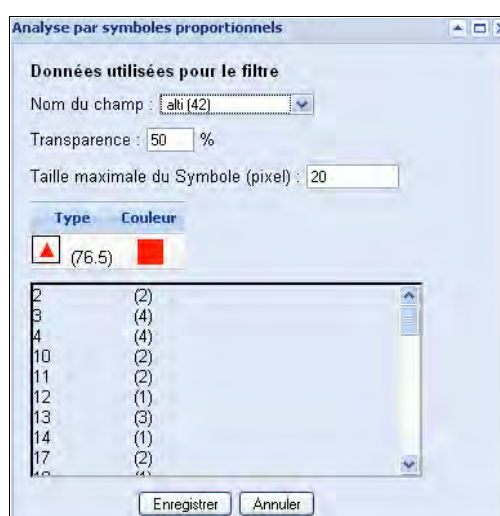 Analyse par symboles proportionnels
Données utilisées pour le filtre
Nom du champ : alti (42)
Transparence : 50 %
Taille maximale du Symbole (pixel) : 20
Type Couleur
(76.5)
2 (2)
3 (4)
4 (4)
10 (2)
11 (2)
12 (1)
13 (3)
14 (1)
17 (2)
Enregistrer Annuler